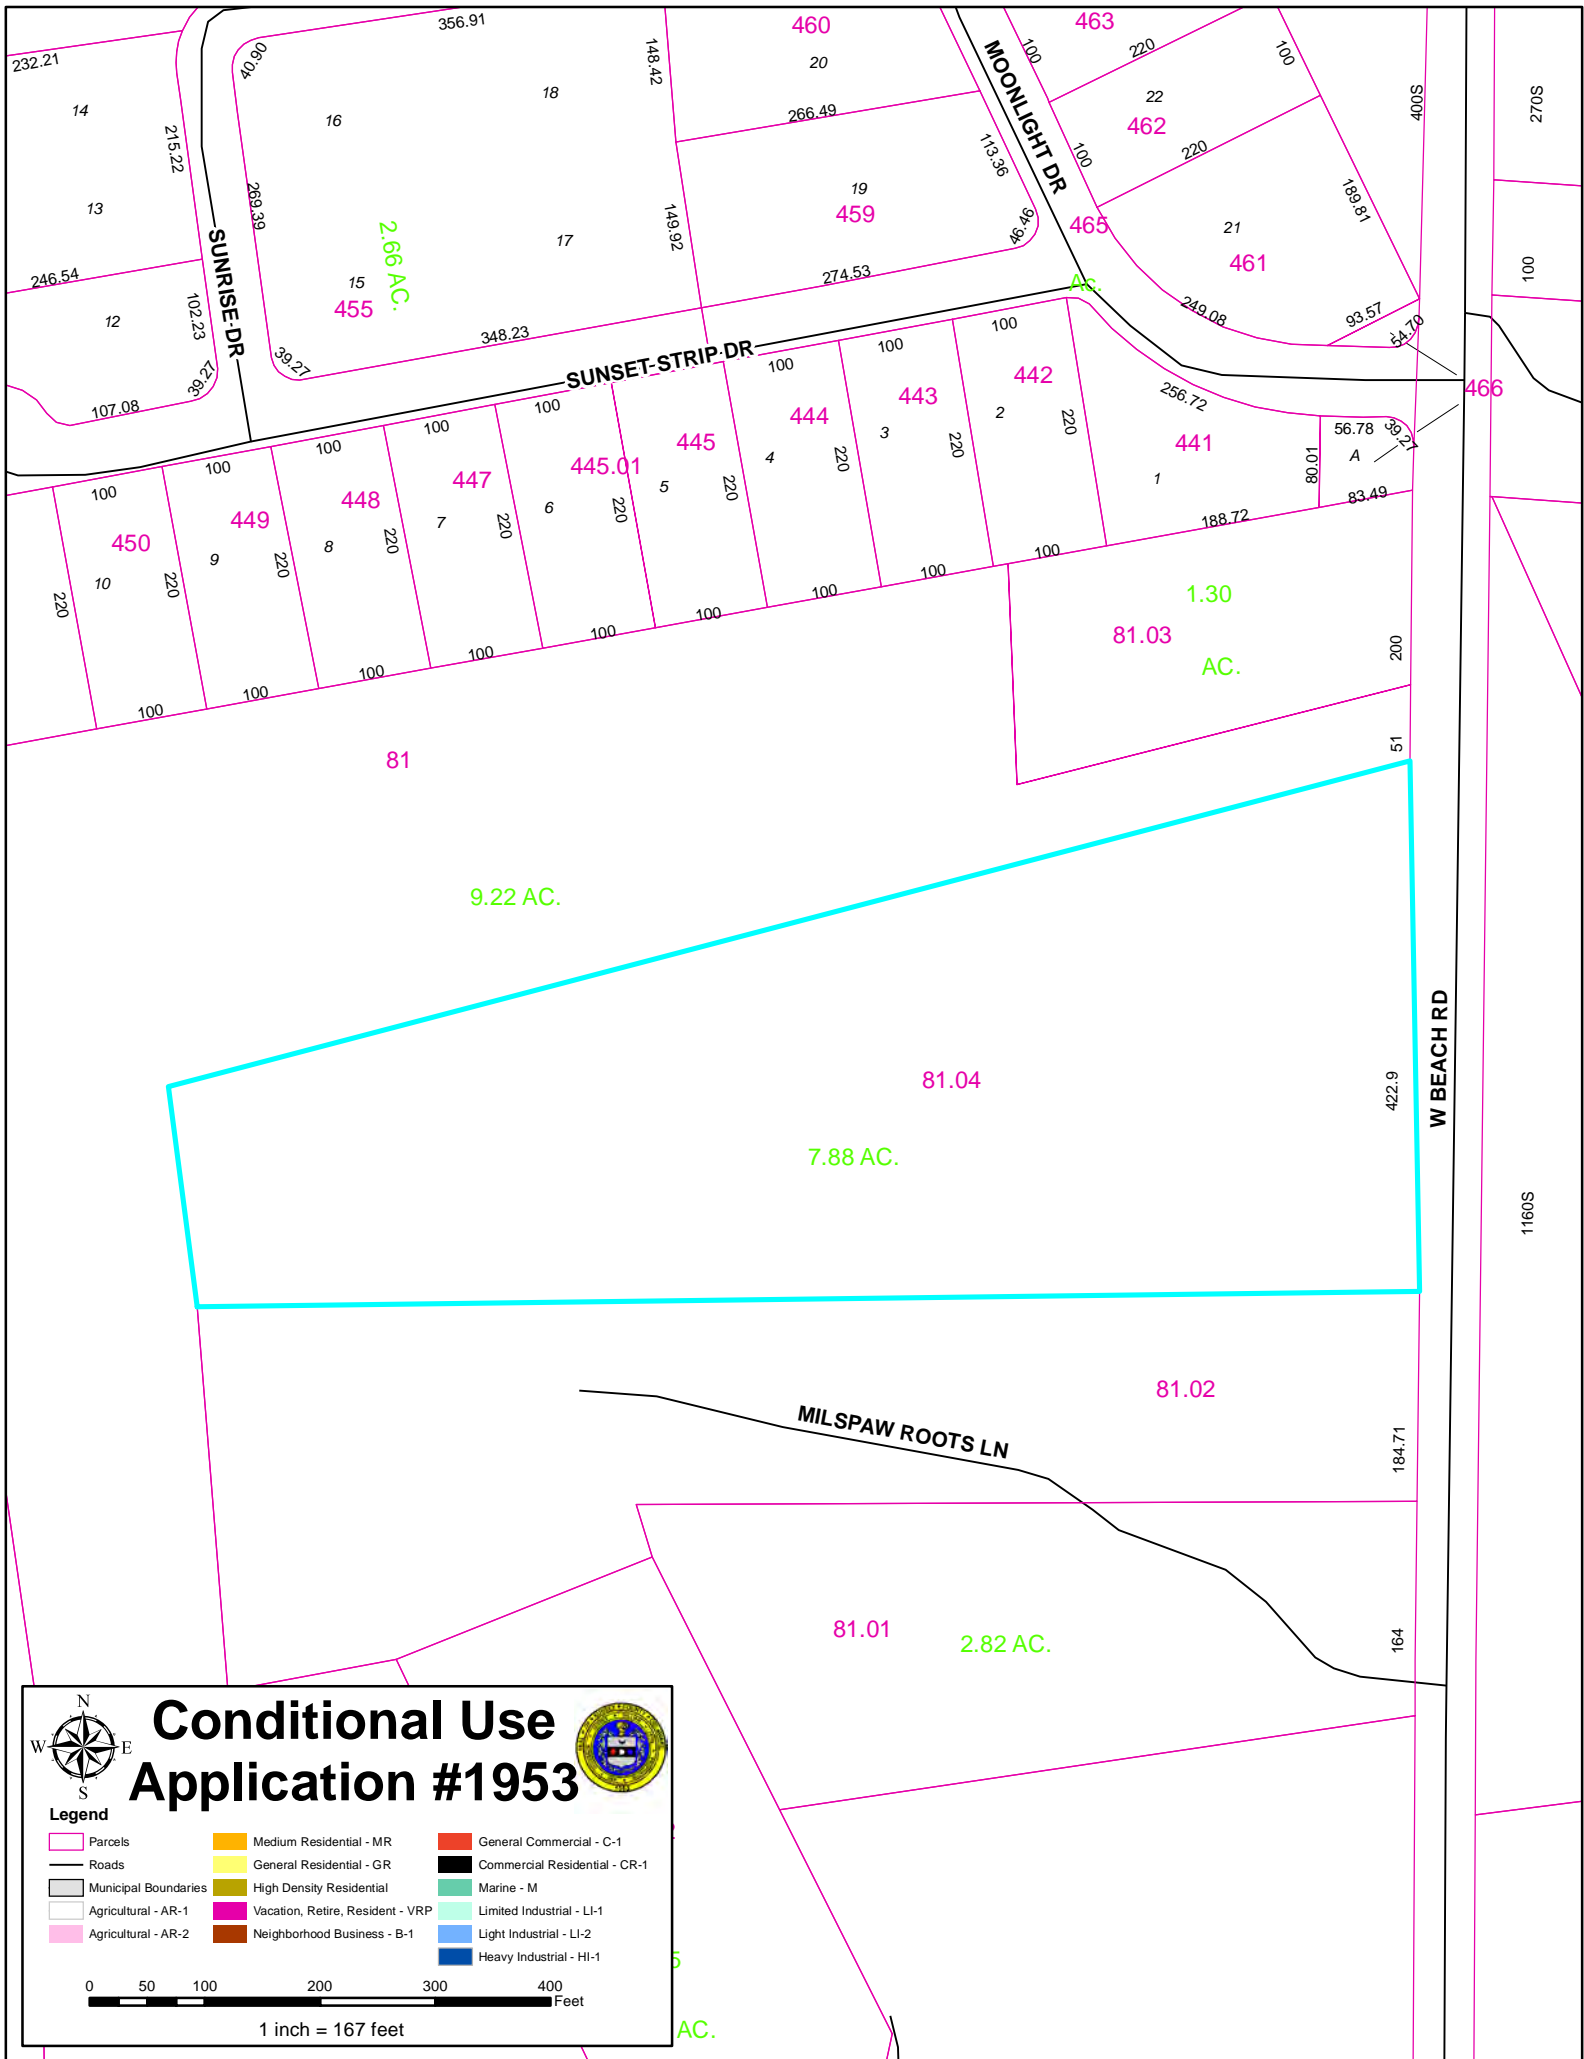 356.91
460
463
232.21
40.90
148.42
20
100
220
100
MOONLIGHT DR
18
14
16
266.49
22
462
400S
270S
215.22
113.36
100
220
13
269.39
19
459
189.81
2.66 AC.
17
149.92
46.46
465
21
461
SUNRISE DR
246.54
15
455
274.53
Ac.
100
12
102.23
249.08
93.57
54.70
348.23
100
39.27
SUNSET STRIP DR
100
100
442
466
39.27
443
107.08
100
2
256.72
100
444
3
220
56.78
39.27
100
445
441
A
100
445.01
4
220
220
80.01
100
447
5
1
83.49
100
448
6
220
188.72
449
7
220
450
8
220
100
9
220
100
10
220
100
220
100
220
100
1.30
81.03
AC.
200
100
100
100
100
100
51
81
9.22 AC.
81.04
422.9
W BEACH RD
7.88 AC.
1160S
81.02
MILSPAW ROOTS LN
184.71
81.01
2.82 AC.
164
N
W E
S
Conditional Use
Application #1953
Legend
Parcels
Roads
Municipal Boundaries
Agricultural - AR-1
Agricultural - AR-2
Medium Residential - MR
General Residential - GR
High Density Residential
Vacation, Retire, Resident - VRP
Neighborhood Business - B-1
General Commercial - C-1
Commercial Residential - CR-1
Marine - M
Limited Industrial - LI-1
Light Industrial - LI-2
Heavy Industrial - HI-1
0 50 100 200 300 400
Feet
1 inch = 167 feet
AC.